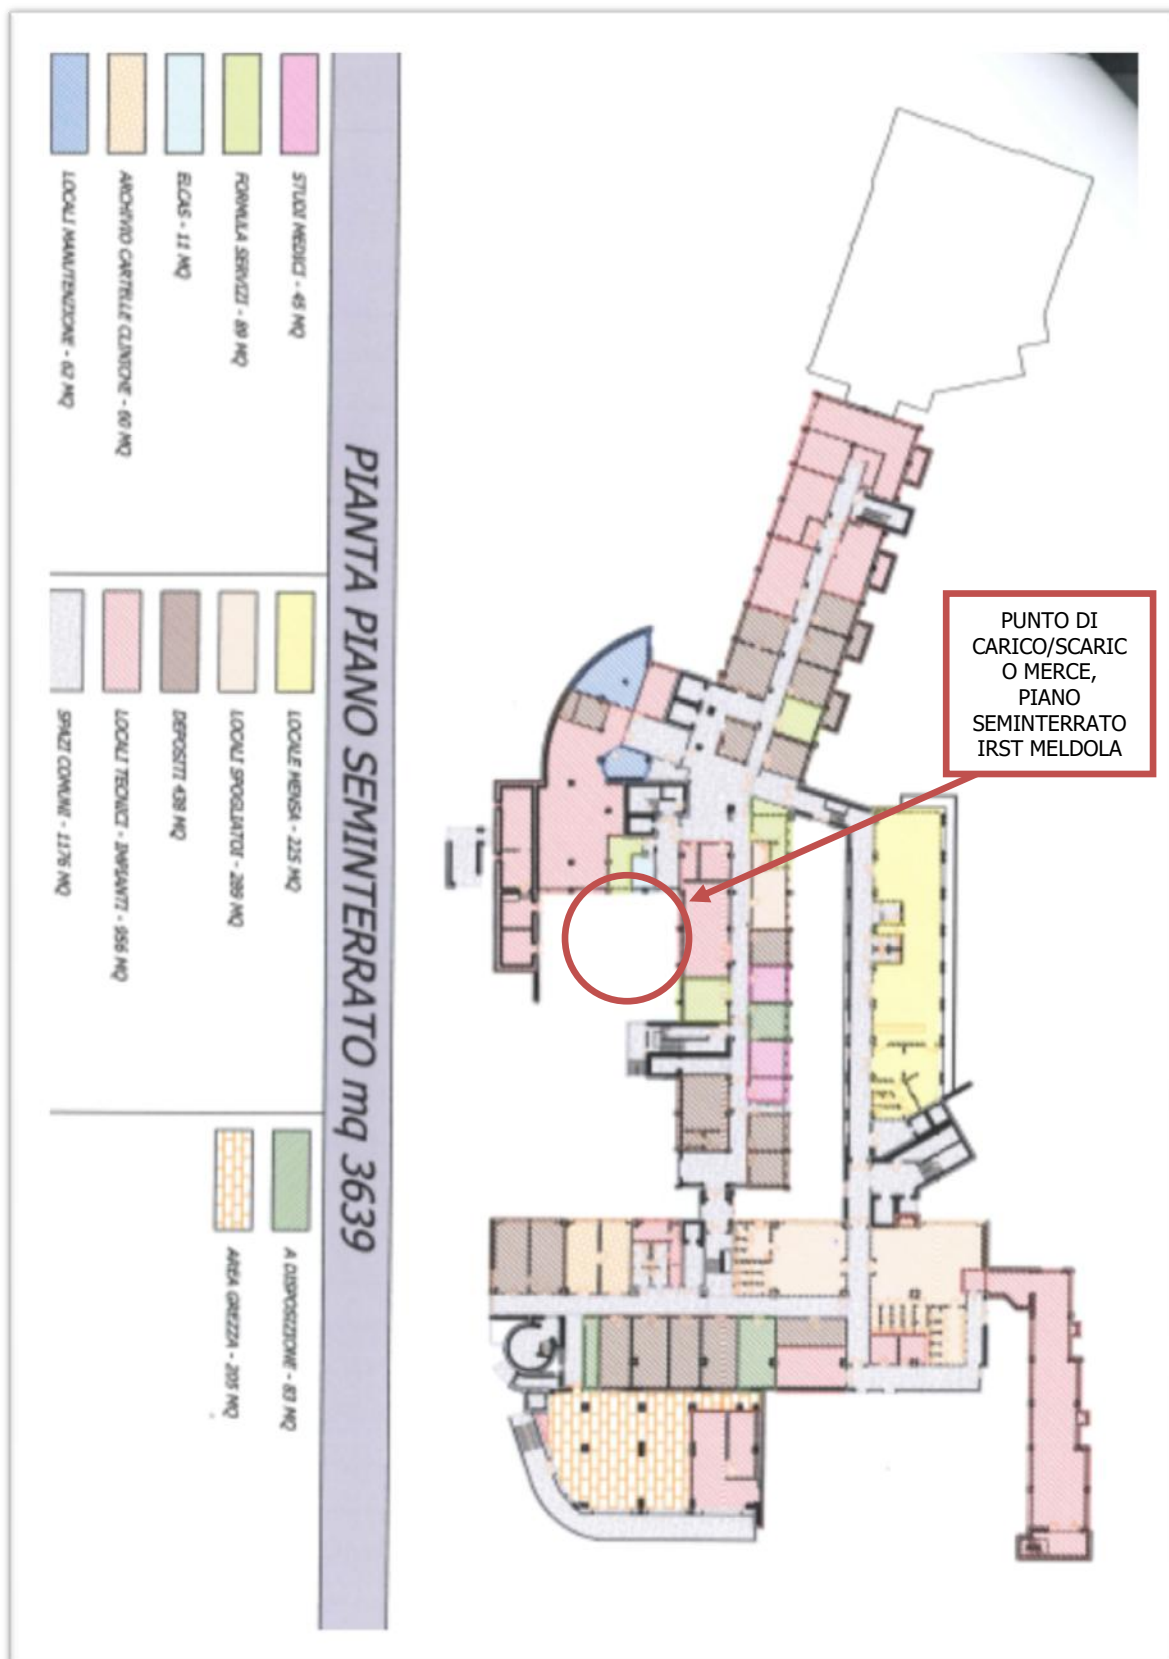 PIANTA PIANO SEMINTERRATO mq 3639
STUDI MEDICI - 45 MQ
FORMULA SERVIZI - 89 MQ
ELCAS - 11 MQ
ARCHIVIO CARTELLE CLINICHE - 60 MQ
LOCALI MANUTENZIONE - 62 MQ
LOCALE MENSA - 225 MQ
LOCALI SPOGLIATOI - 289 MQ
DEPOSITI 438 MQ
LOCALI TECNICI - IMPIANTI - 956 MQ
SPAZI COMUNI - 1176 MQ
A DISPOSIZIONE - 83 MQ
AREA GREZZA - 205 MQ
PUNTO DI
CARICO/SCARIC
O MERCE,
PIANO
SEMINTERRATO
IRST MELDOLA